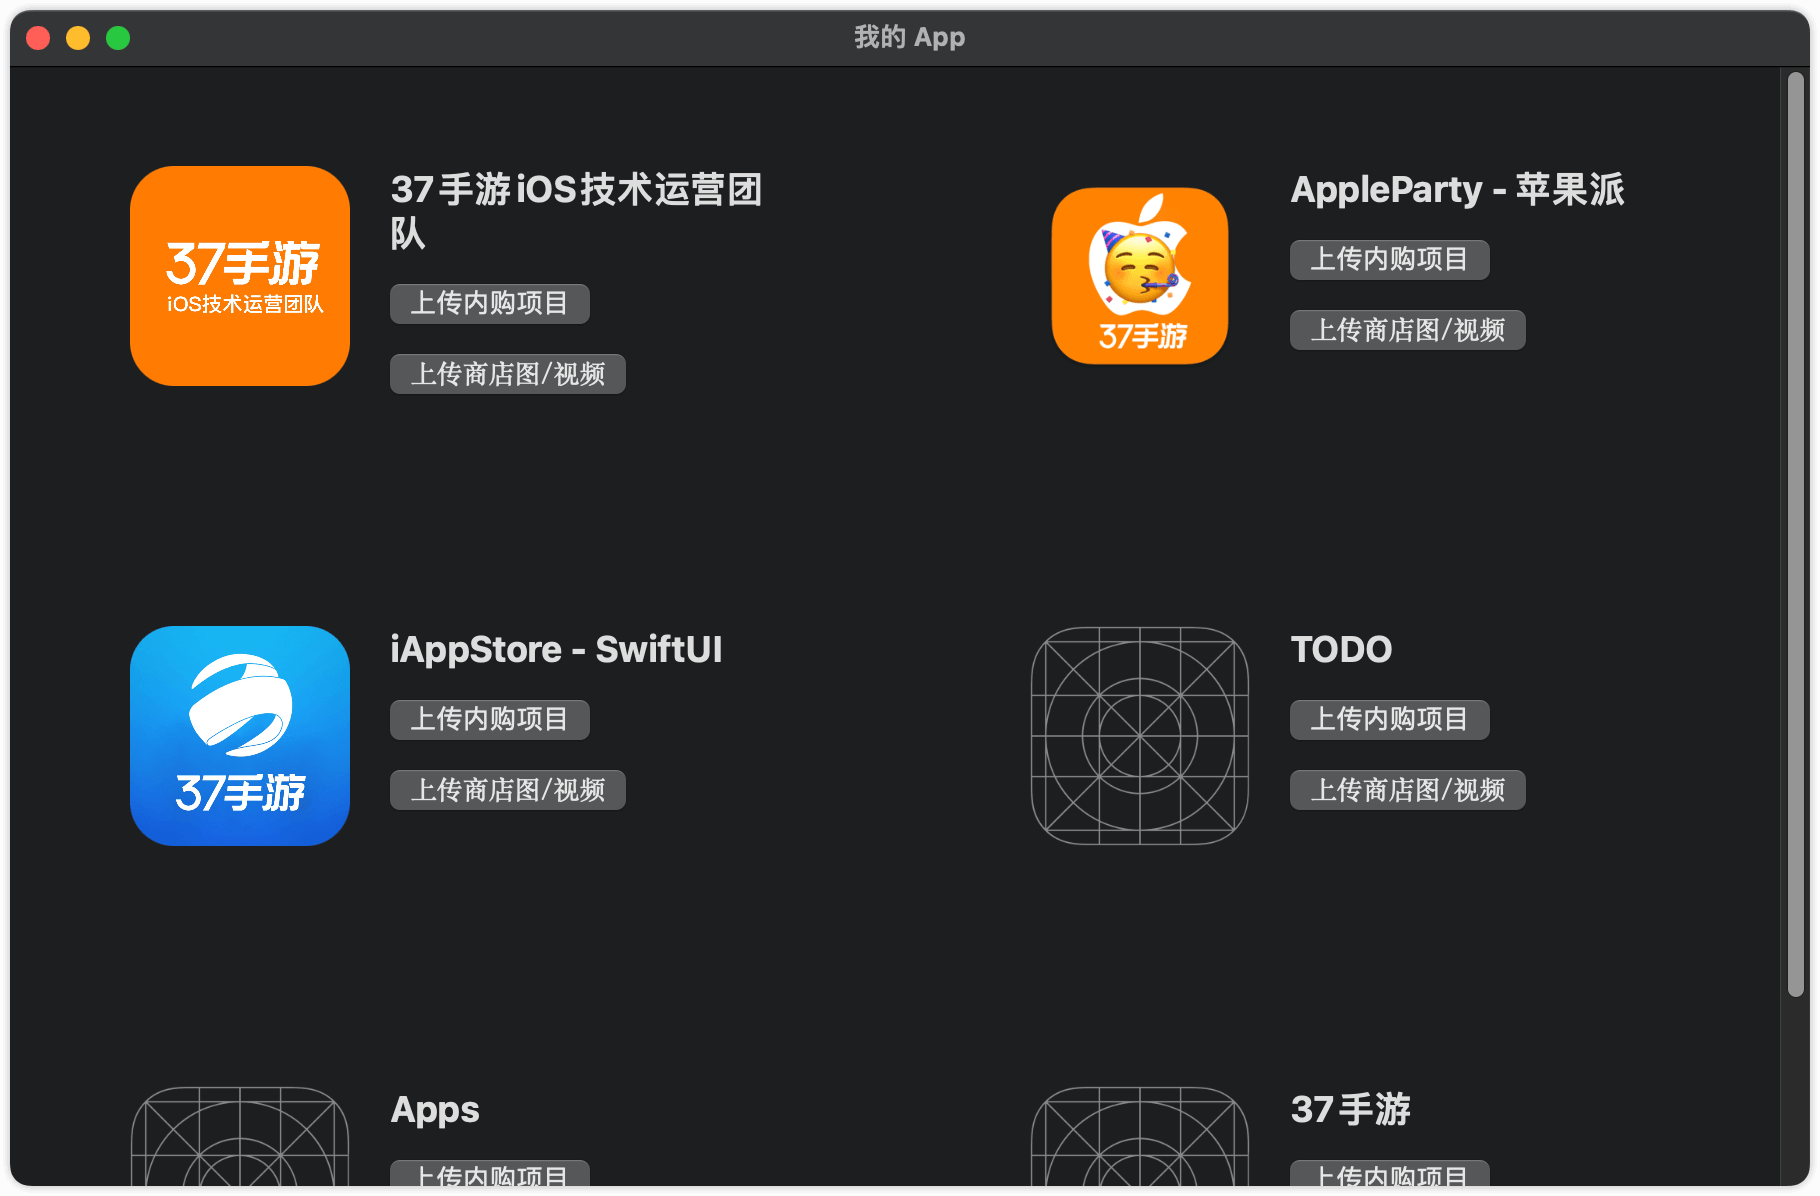 我的 App
37手游
iOS技术运营团队
37手游iOS技术运营团
队
上传内购项目
上传商店图/视频
37手游
AppleParty - 苹果派
上传内购项目
上传商店图/视频
37手游
iAppStore - SwiftUI
上传内购项目
上传商店图/视频
TODO
上传内购项目
上传商店图/视频
Apps
上传内购项目
37手游
上传内购项目